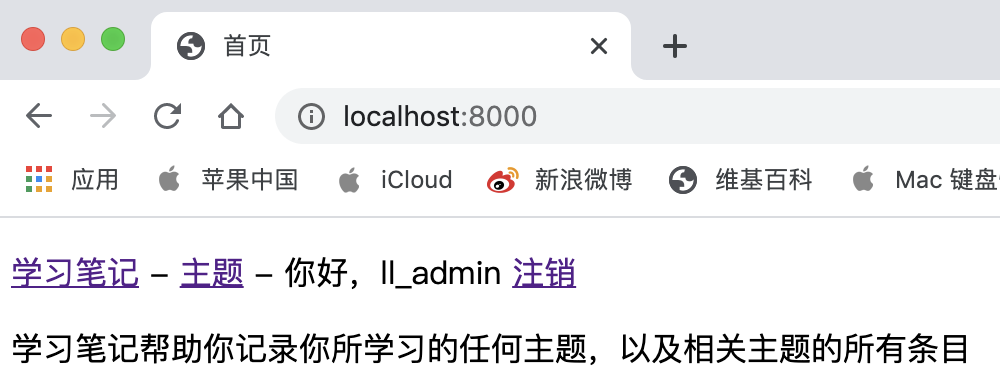 首页
localhost:8000
应用 苹果中国 iCloud 新浪微博 维基百科 Mac 键盘
学习笔记 – 主题 – 你好，ll_admin 注销
学习笔记帮助你记录你所学习的任何主题，以及相关主题的所有条目